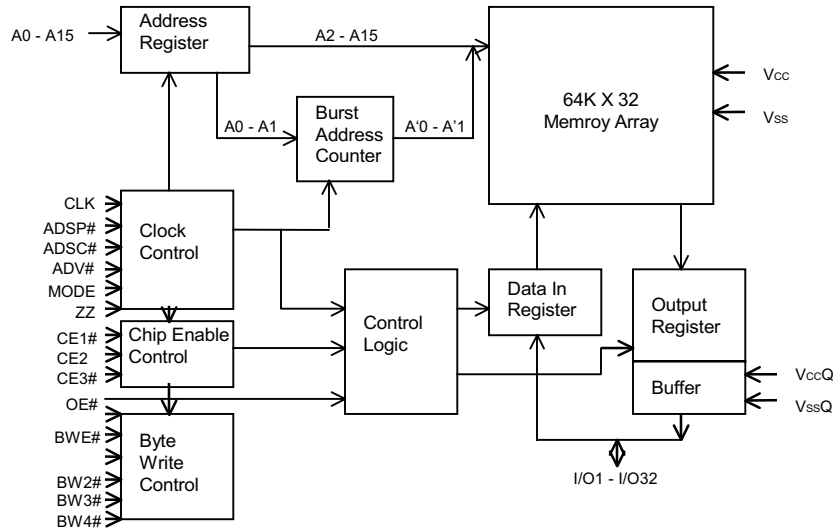 Address
Register
A0 - A15
A2 - A15
64K X 32
Memroy Array
VCC
VSS
Burst
Address
Counter
A0 - A1
A'0 - A'1
CLK
ADSP#
ADSC#
ADV#
MODE
ZZ
Clock
Control
CE1#
CE2
CE3#
Chip Enable
Control
Control
Logic
Data In
Register
Output
Register
Buffer
VCCQ
VSSQ
OE#
BWE#
BW2#
BW3#
BW4#
Byte
Write
Control
I/O1 - I/O32